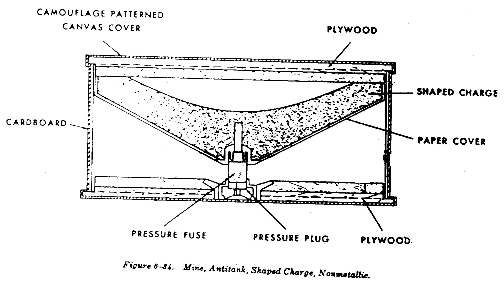 CAMOUFLAGE PATTERNED
CANVAS COVER
PLYWOOD
SHAPED CHARGE
CARDBOARD
PAPER COVER
PRESSURE FUSE
PRESSURE PLUG
PLYWOOD
Figure 6-84. Mine, Antitank, Shaped Charge, Nonmetallic.